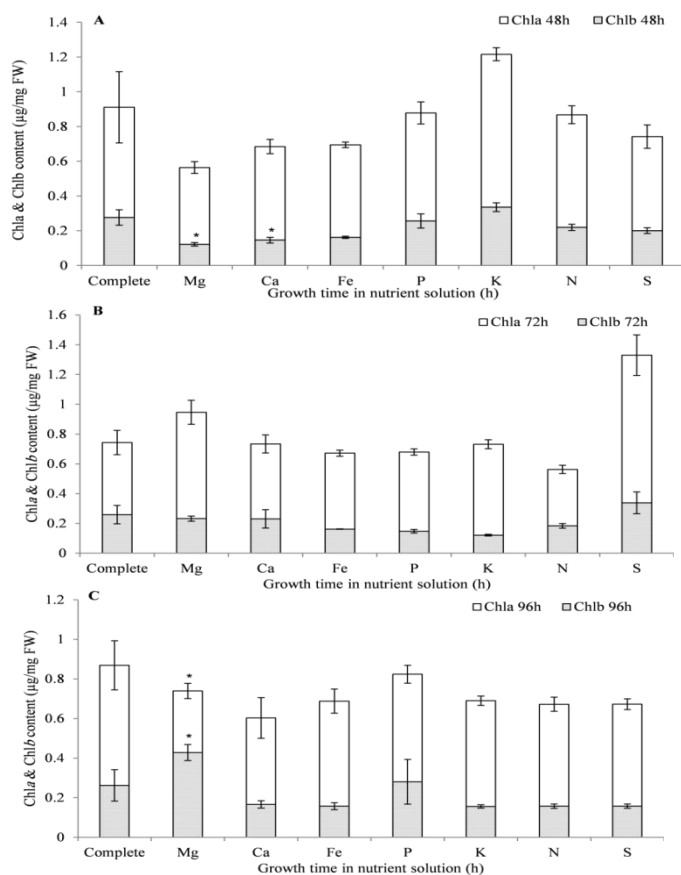 A
Chla 48h Chlb 48h
Chla & Chlb content (µg/mg FW)
1.4
1.2
1
0.8
0.6
0.4
0.2
0
* *
Complete Mg Ca Fe P K N S
Growth time in nutrient solution (h)
B
Chla 72h Chlb 72h
Chla & Chlb content (µg/mg FW)
1.6
1.4
1.2
1
0.8
0.6
0.4
0.2
0
Complete Mg Ca Fe P K N S
Growth time in nutrient solution (h)
C
Chla 96h Chlb 96h
Chla & Chlb content (µg/mg FW)
1.2
1
0.8
0.6
0.4
0.2
0
*
*
Complete Mg Ca Fe P K N S
Growth time in nutrient solution (h)